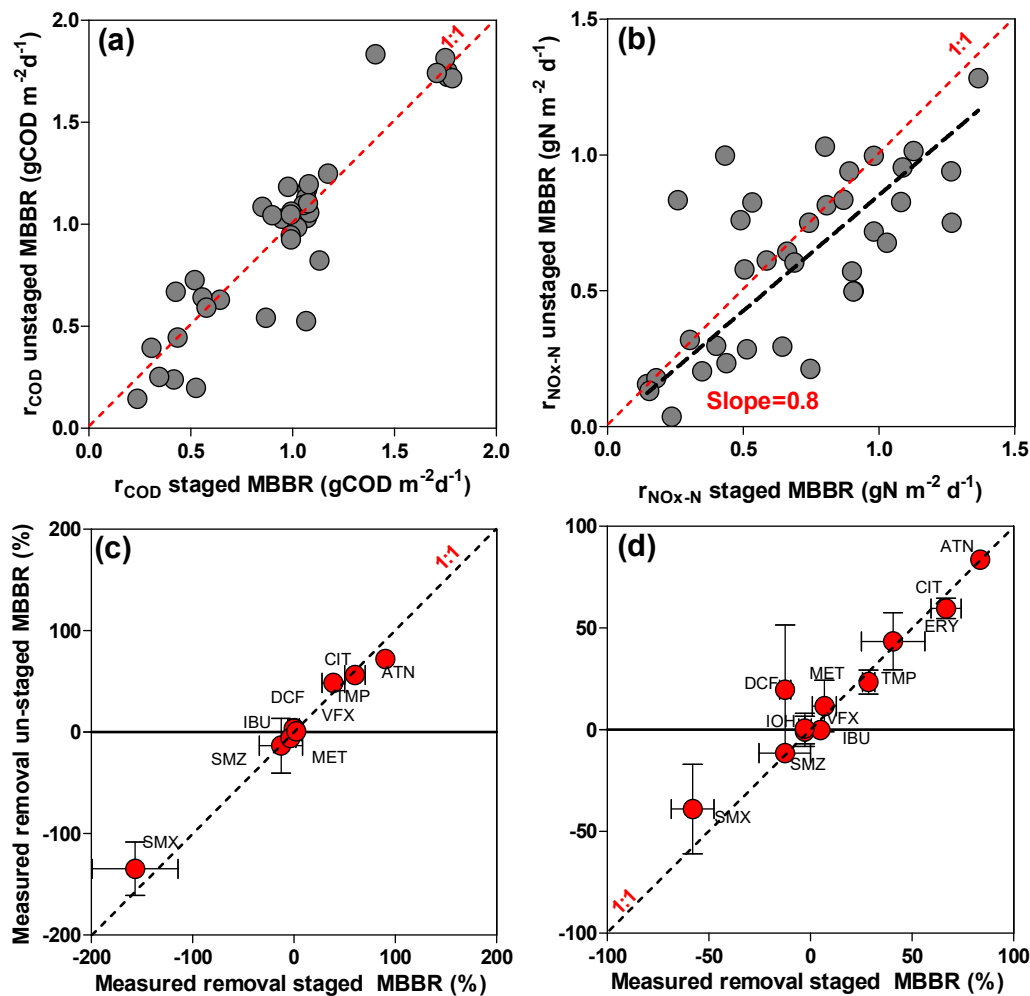 (a)
1:1
r_COD unstaged MBBR (gCOD m⁻²d⁻¹)
2.0
1.5
1.0
0.5
0.0
0.0 0.5 1.0 1.5 2.0
r_COD staged MBBR (gCOD m⁻²d⁻¹)
(b)
1:1
r_NOx-N unstaged MBBR (gN m⁻² d⁻¹)
1.5
1.0
0.5
0.0
Slope=0.8
0.0 0.5 1.0 1.5
r_NOx-N staged MBBR (gN m⁻² d⁻¹)
(c)
1:1
Measured removal un-staged MBBR (%)
200
100
0
-100
-200
CIT
ATN
TMP
DCF
VFX
IBU
SMZ
MET
SMX
-200 -100 0 100 200
Measured removal staged MBBR (%)
(d)
100
50
0
-50
-100
ATN
CIT
ERY
DCF
MET
TMP
IOH
VFX
IBU
SMZ
SMX
1:1
-100 -50 0 50 100
Measured removal staged MBBR (%)